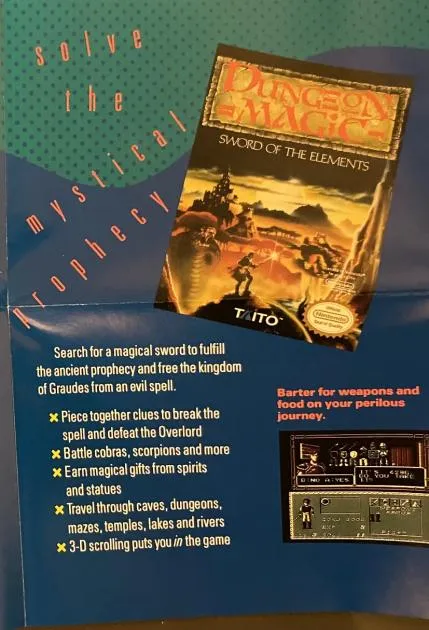 solve
the
mystical
prophecy
DUNGEON
MAGIC
SWORD OF THE ELEMENTS
TAITO
Nintendo
Search for a magical sword to fulfill
the ancient prophecy and free the kingdom
of Graudes from an evil spell.
Piece together clues to break the
spell and defeat the Overlord
Battle cobras, scorpions and more
Earn magical gifts from spirits
and statues
Travel through caves, dungeons,
mazes, temples, lakes and rivers
3-D scrolling puts you in the game
Barter for weapons and
food on your perilous
journey.
DO YOU TAKE